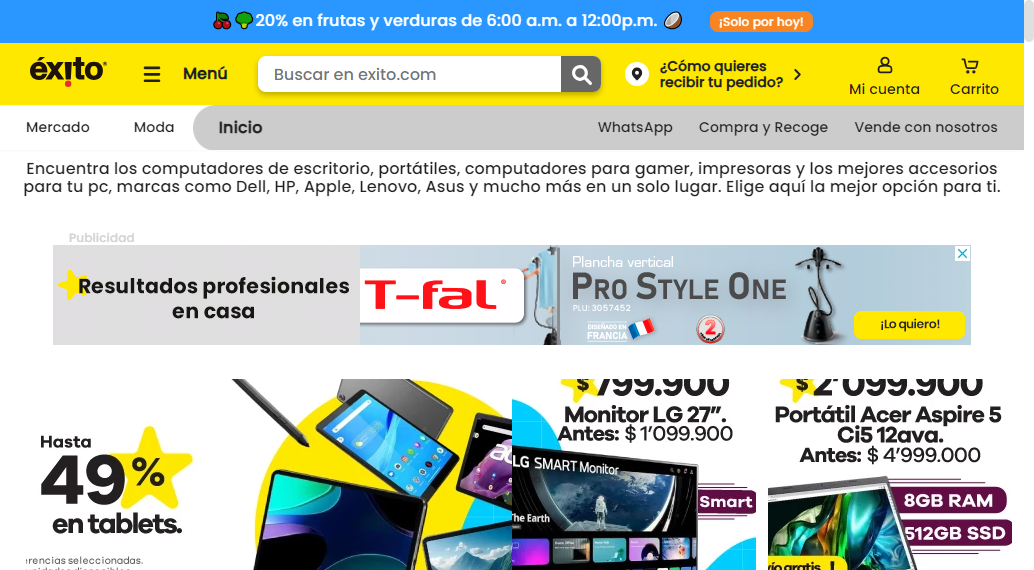 20% en frutas y verduras de 6:00 a.m. a 12:00p.m.
¡Solo por hoy!
éxito
Menú
Buscar en exito.com
¿Cómo quieres
recibir tu pedido?
Mi cuenta
Carrito
Mercado
Moda
Inicio
WhatsApp
Compra y Recoge
Vende con nosotros
Encuentra los computadores de escritorio, portátiles, computadores para gamer, impresoras y los mejores accesorios
para tu pc, marcas como Dell, HP, Apple, Lenovo, Asus y mucho más en un solo lugar. Elige aquí la mejor opción para ti.
Publicidad
Resultados profesionales
en casa
T-fal
Plancha vertical
PRO STYLE ONE
PLU: 3057452
DISEÑADO EN
FRANCIA
2
¡Lo quiero!
Hasta
49%
en tablets.
erencias seleccionadas.
$799.900
Monitor LG 27”.
Antes: $1’099.900
LG SMART Monitor
The Earth
Smart
$2’099.900
Portátil Acer Aspire 5
Ci5 12ava.
Antes: $4’999.000
8GB RAM
512GB SSD
ío gratis